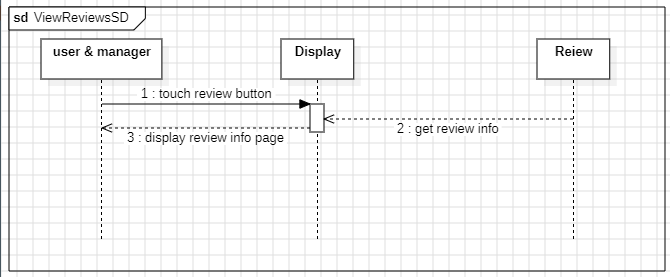 sd ViewReviewsSD
user & manager
Display
Reiew
1 : touch review button
2 : get review info
3 : display review info page